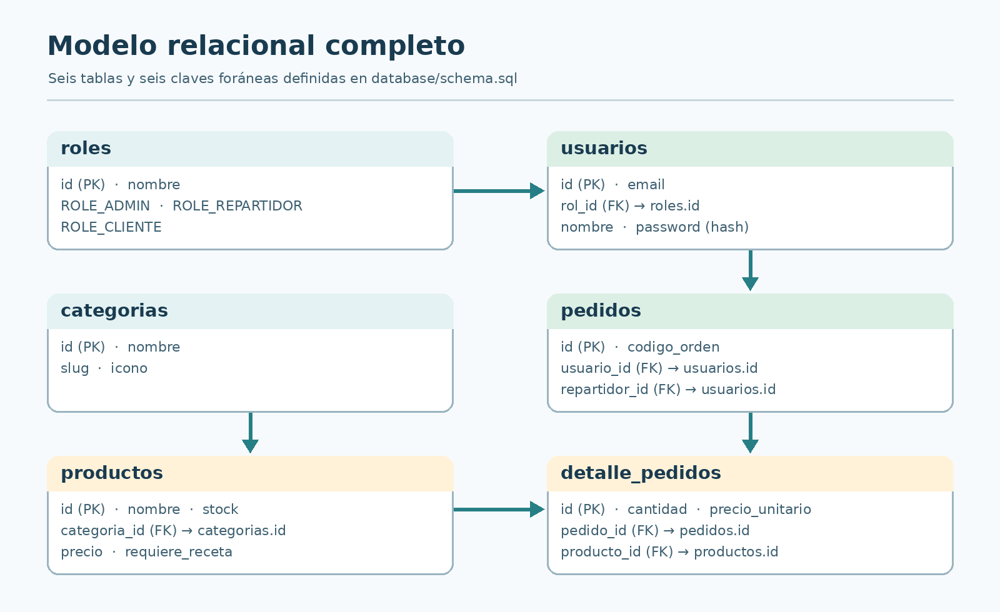 Modelo relacional completo
Seis tablas y seis claves foráneas definidas en database/schema.sql
roles
id (PK) · nombre
ROLE_ADMIN · ROLE_REPARTIDOR
ROLE_CLIENTE
usuarios
id (PK) · email
rol_id (FK) → roles.id
nombre · password (hash)
categorias
id (PK) · nombre
slug · icono
pedidos
id (PK) · codigo_orden
usuario_id (FK) → usuarios.id
repartidor_id (FK) → usuarios.id
productos
id (PK) · nombre · stock
categoria_id (FK) → categorias.id
precio · requiere_receta
detalle_pedidos
id (PK) · cantidad · precio_unitario
pedido_id (FK) → pedidos.id
producto_id (FK) → productos.id